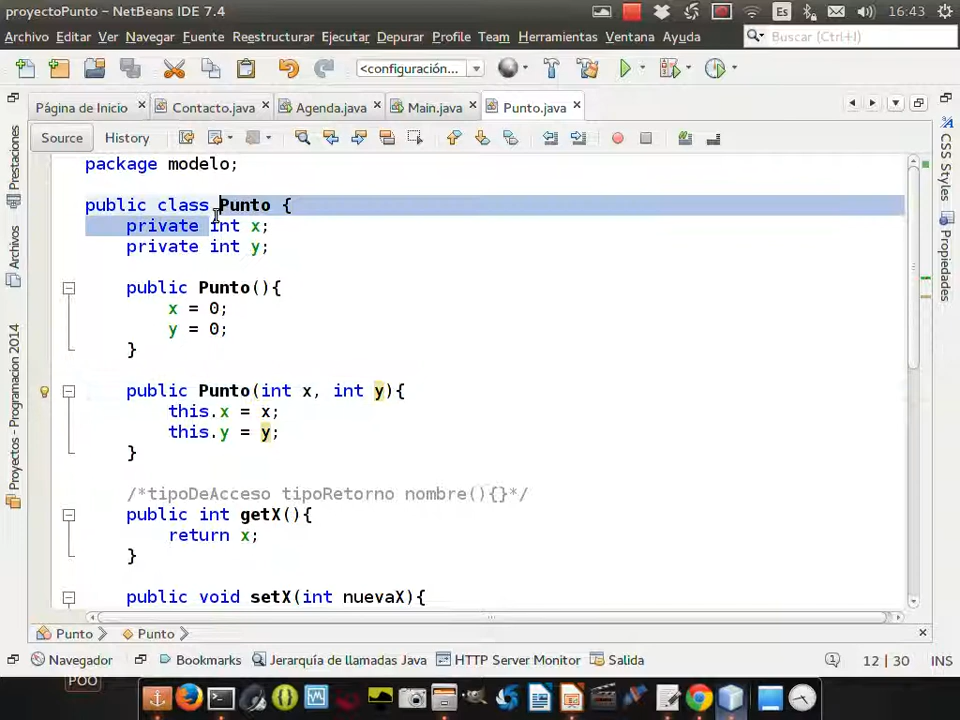 proyectoPunto - NetBeans IDE 7.4
Es
16:43
Archivo Editar Ver Navegar Fuente Reestructurar Ejecutar Depurar Profile Team Herramientas Ventana Ayuda
Buscar (Ctrl+I)
<configuración...
Página de Inicio
Contacto.java
Agenda.java
Main.java
Punto.java
Source
History
package modelo;
public class Punto {
private int x;
private int y;
public Punto(){
x = 0;
y = 0;
}
public Punto(int x, int y){
this.x = x;
this.y = y;
}
/*tipoDeAcceso tipoRetorno nombre(){}*/
public int getX(){
return x;
}
public void setX(int nuevaX){
Prestaciones
Archivos
Proyectos - Programacion 2014
CSS Styles
Propiedades
Punto
Punto
Navegador
Bookmarks
Jerarquía de llamadas Java
HTTP Server Monitor
Salida
1
12 | 30
INS
POO